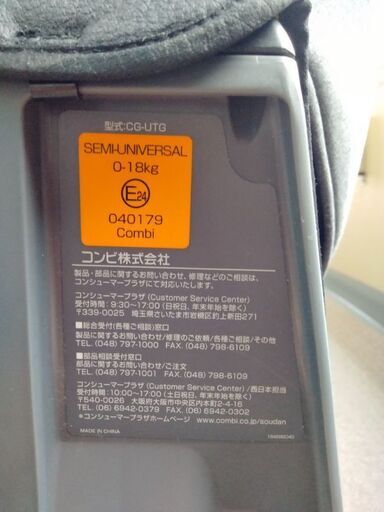 型式:CG-UTG
SEMI-UNIVERSAL
0-18kg
E24
040179
Combi
コンビ株式会社
製品・部品に関するお問い合わせ、修理などのご相談は、
コンシューマープラザにて対応いたします。
コンシューマープラザ (Customer Service Center)
受付時間：9:30〜17:00 (日祝日、年末年始を除く)
〒339-0025 埼玉県さいたま市岩槻区釣上新田271
■総合受付(各種ご相談)窓口
製品に関するお問い合わせ/修理のご依頼/各種ご相談/その他
TEL. (048) 797-1000 FAX. (048) 798-6109
■部品相談受付窓口
部品に関するお問い合わせ/ご注文
TEL. (048) 797-1001 FAX. (048) 798-6109
コンシューマープラザ (Customer Service Center) /西日本担当
受付時間：10:00〜17:00 (土日祝日、年末年始を除く)
〒540-0026 大阪府大阪市中央区内本町2-4-16
TEL. (06) 6942-0379 FAX. (06) 6942-0302
*コンシューマープラザホームページ www.combi.co.jp/soudan
MADE IN CHINA